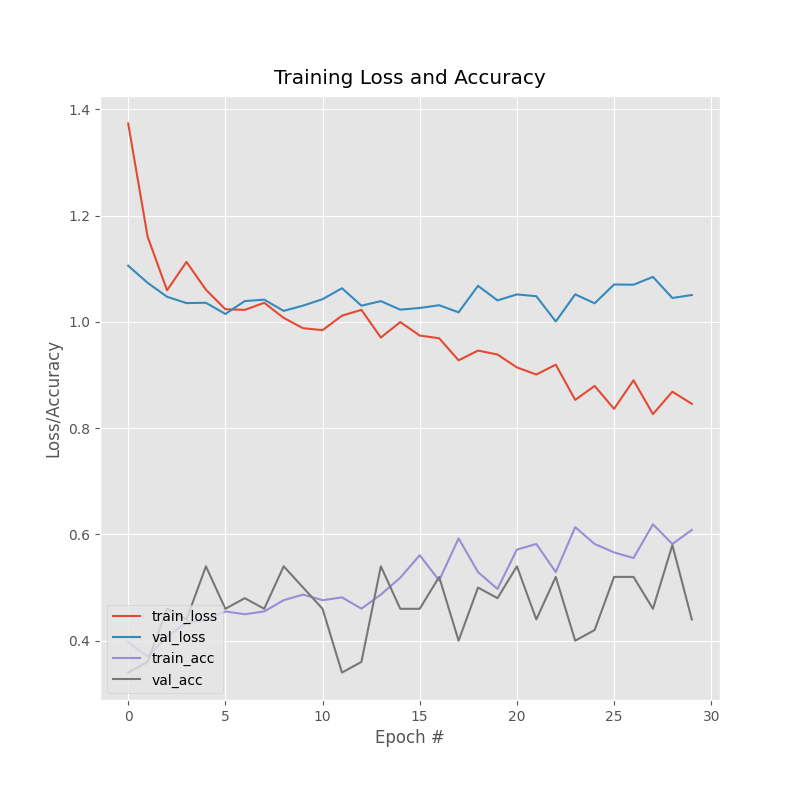 Training Loss and Accuracy
1.4
1.2
1.0
0.8
0.6
0.4
Loss/Accuracy
train_loss
val_loss
train_acc
val_acc
0 5 10 15 20 25 30
Epoch #